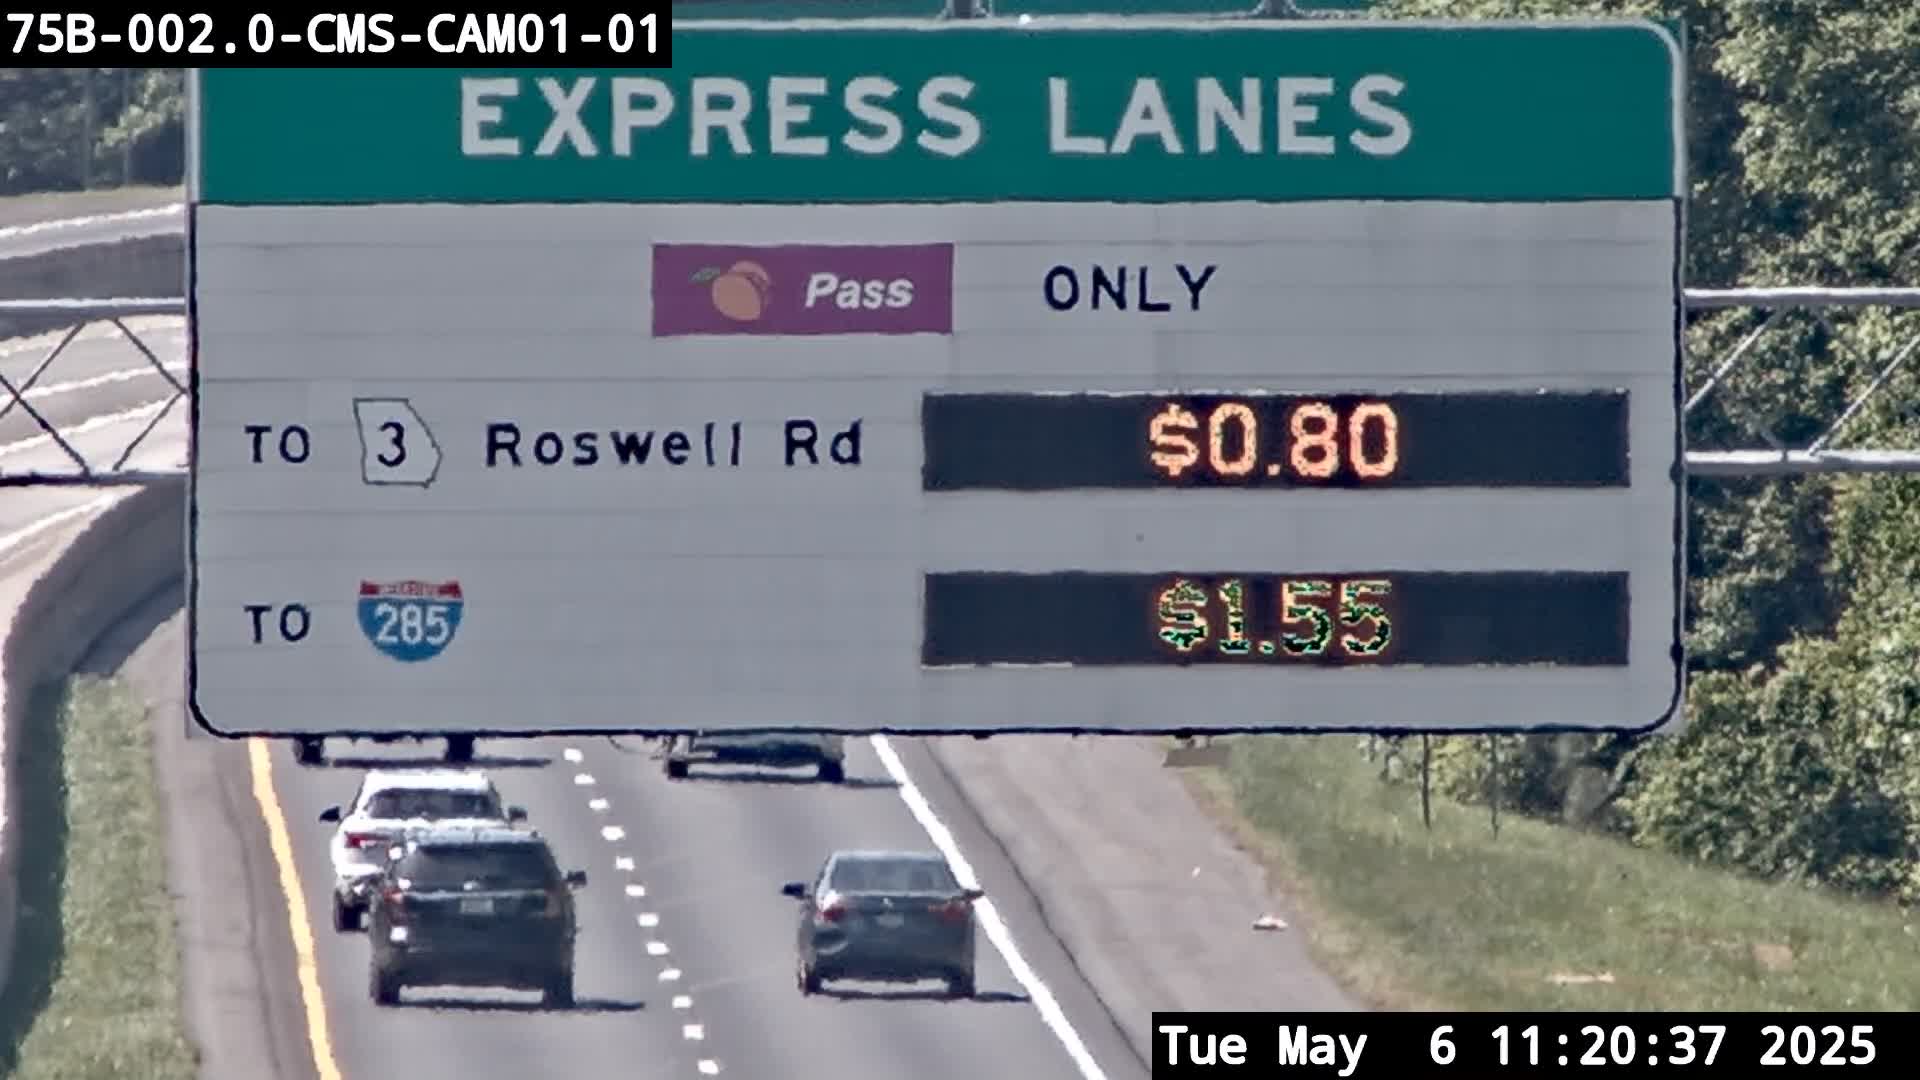 75B-002.0-CMS-CAM01-01
EXPRESS LANES
Pass ONLY
TO 3 Roswell Rd $0.80
TO 285 $1.55
Tue May 6 11:20:37 2025